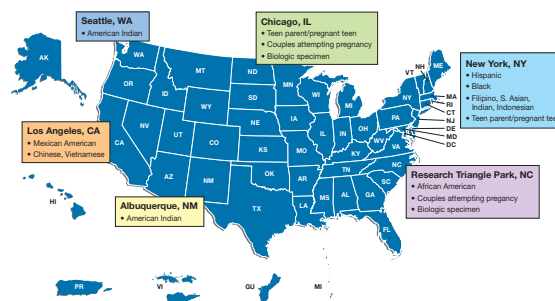 Seattle, WA
• American Indian
Chicago, IL
• Teen parent/pregnant teen
• Couples attempting pregnancy
• Biologic specimen
New York, NY
• Hispanic
• Black
• Filipino, S. Asian,
Indian, Indonesian
• Teen parent/pregnant teen
Los Angeles, CA
• Mexican American
• Chinese, Vietnamese
Albuquerque, NM
• American Indian
Research Triangle Park, NC
• African American
• Couples attempting pregancy
• Biologic specimen
AK
WA
OR
ID
MT
ND
MN
WI
MI
VT
NH
ME
NY
MA
RI
CT
NJ
DE
MD
DC
PA
WY
SD
NE
IA
IL
IN
OH
WV
VA
CA
NV
UT
CO
KS
MO
KY
NC
TN
SC
AZ
NM
OK
AR
MS
AL
GA
LA
TX
FL
HI
PR
VI
GU
MI